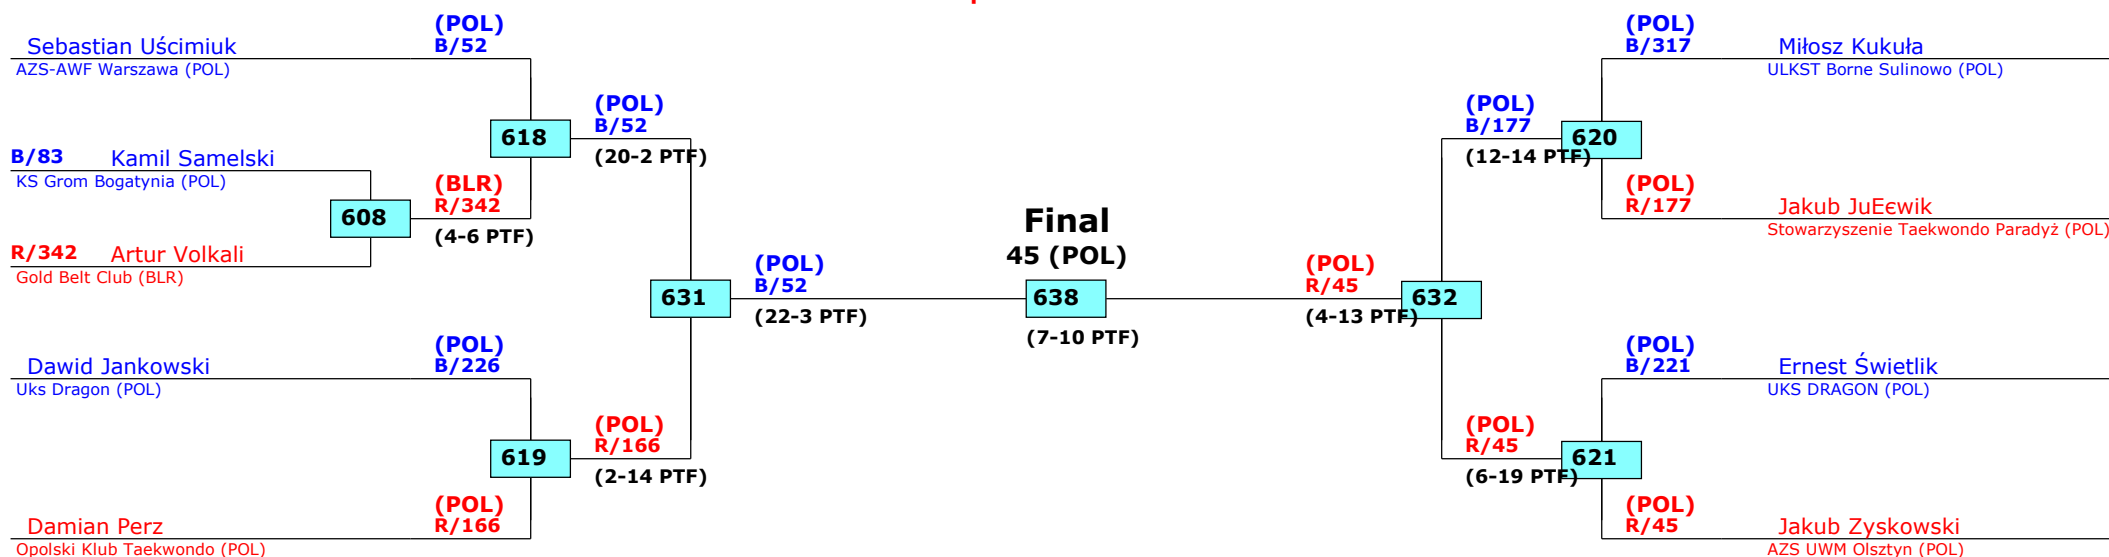 (POL)
B/52
Sebastian Uścimiuk
AZS-AWF Warszawa (POL)
(POL)
B/52
618
(20-2 PTF)
B/83 Kamil Samelski
KS Grom Bogatynia (POL)
(BLR)
R/342
608
(4-6 PTF)
R/342 Artur Volkali
Gold Belt Club (BLR)
631
(POL)
B/52
(22-3 PTF)
(POL)
B/226
Dawid Jankowski
Uks Dragon (POL)
(POL)
R/166
619
(2-14 PTF)
(POL)
R/166
Damian Perz
Opolski Klub Taekwondo (POL)
Final
45 (POL)
638
(7-10 PTF)
(POL)
R/45
632
(4-13 PTF)
(POL)
B/317
Miłosz Kukuła
ULKST Borne Sulinowo (POL)
(POL)
B/177
620
(12-14 PTF)
(POL)
R/177
Jakub JuEєwik
Stowarzyszenie Taekwondo Paradyż (POL)
(POL)
B/221
Ernest Świetlik
UKS DRAGON (POL)
(POL)
R/45
621
(6-19 PTF)
(POL)
R/45
Jakub Zyskowski
AZS UWM Olsztyn (POL)